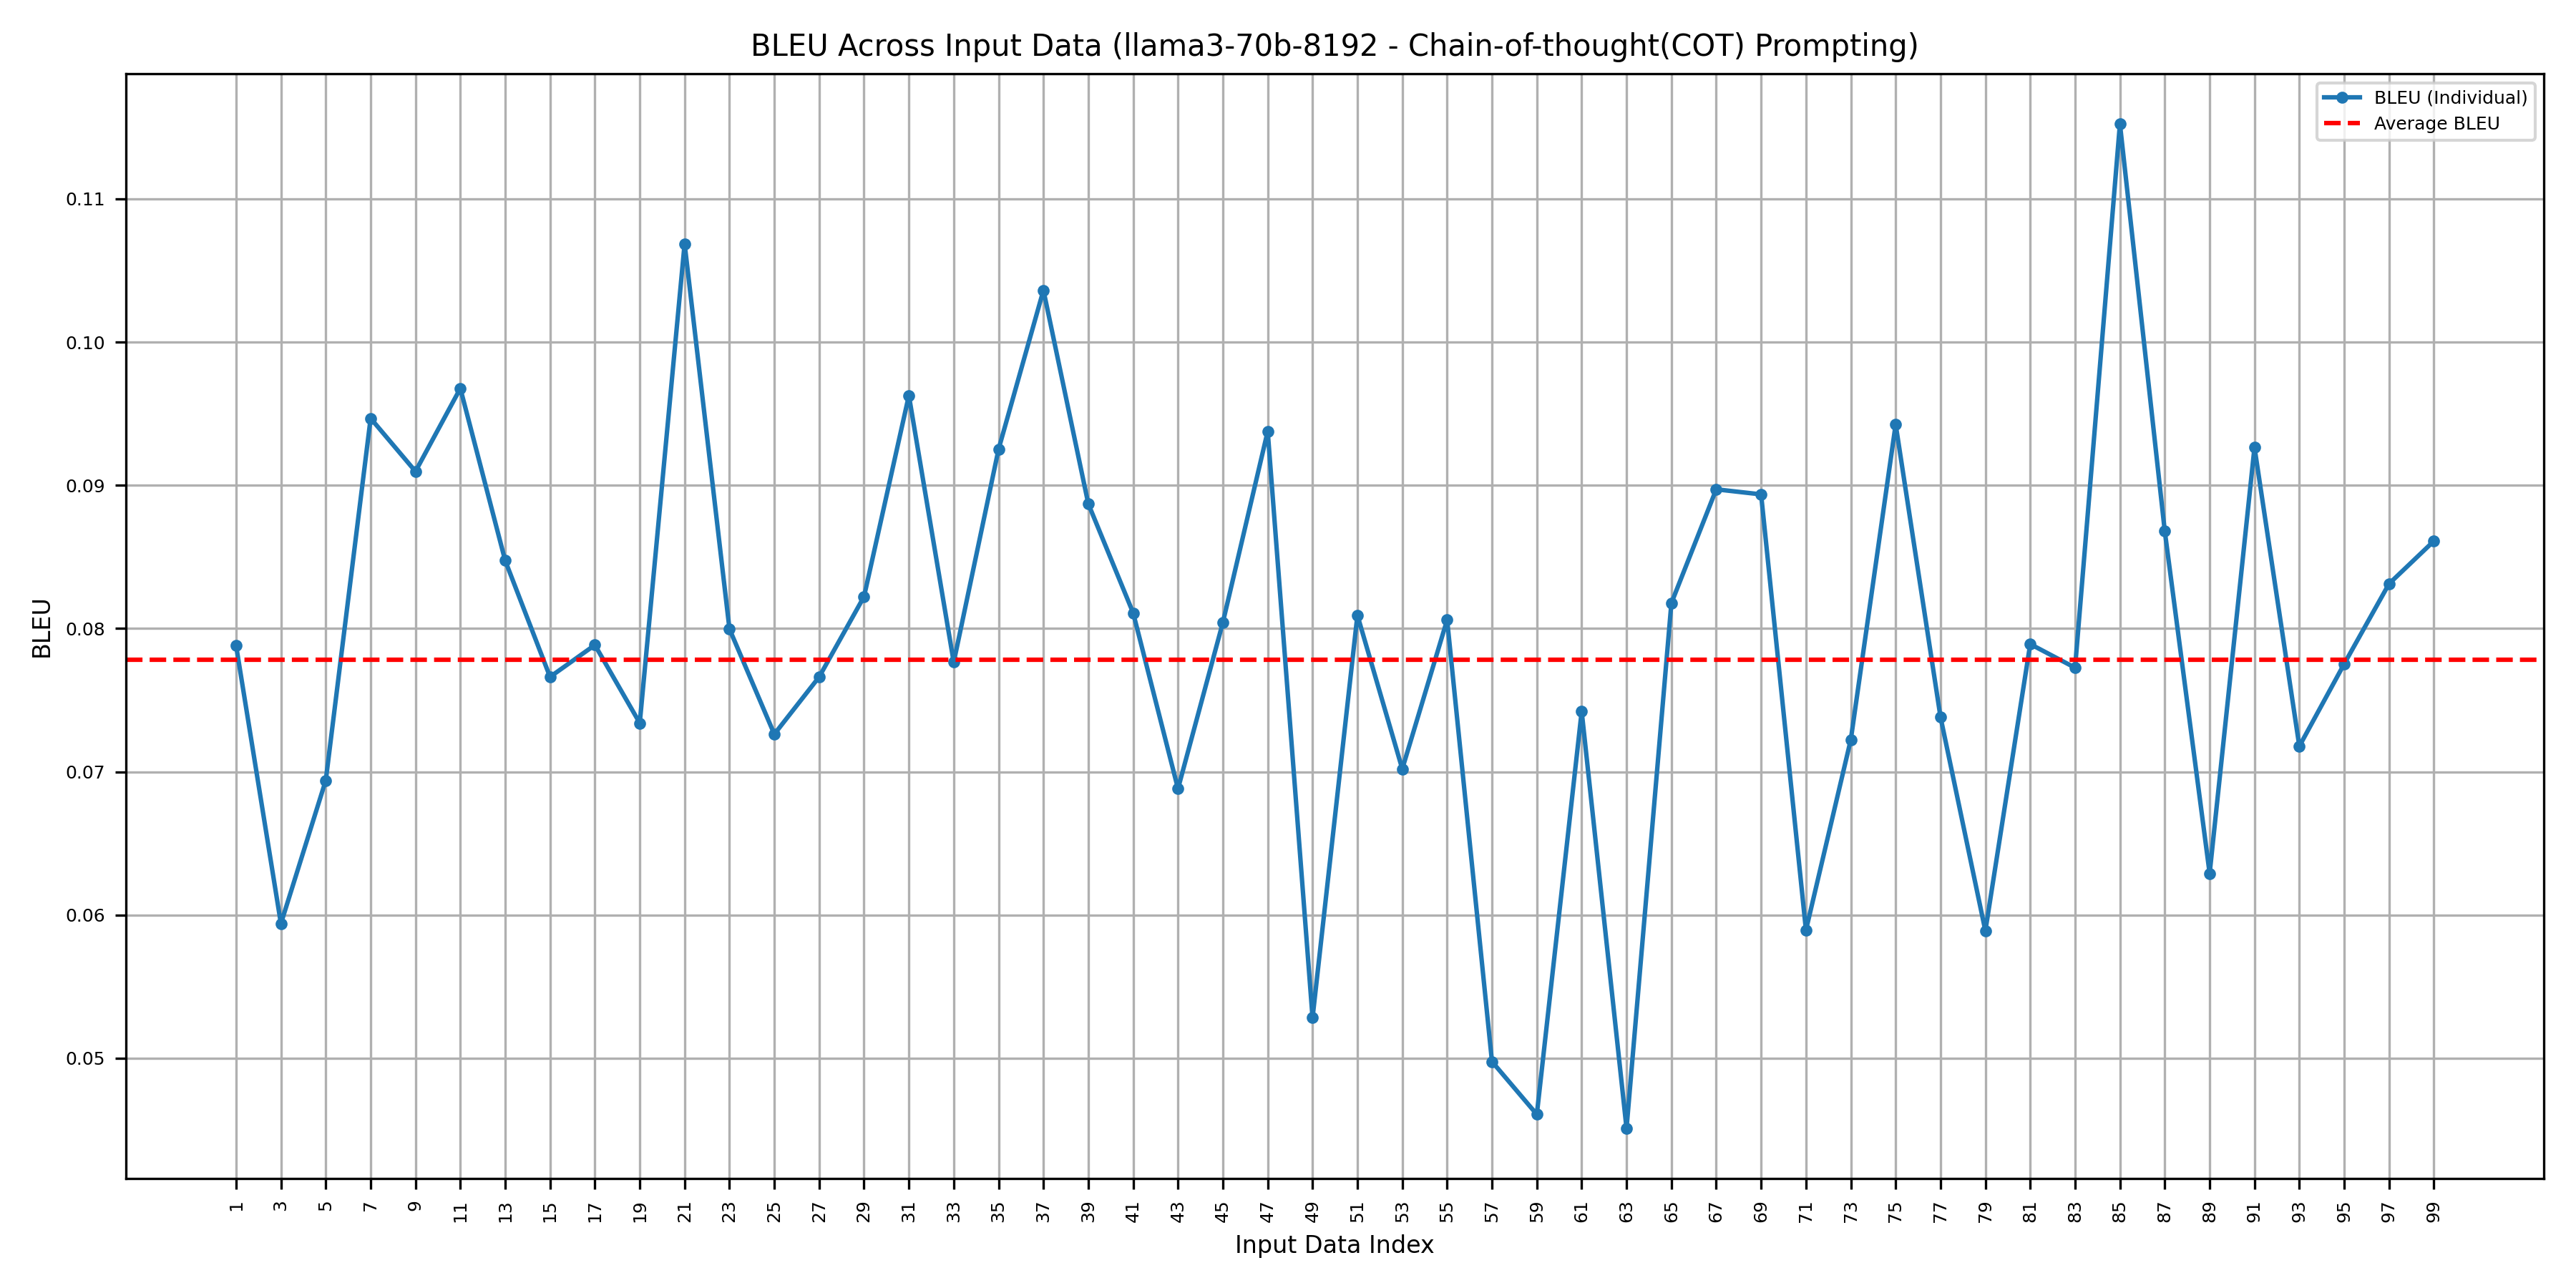 BLEU Across Input Data (llama3-70b-8192 - Chain-of-thought(COT) Prompting)
BLEU (Individual)
Average BLEU
0.11
0.10
0.09
0.08
0.07
0.06
0.05
BLEU
1 3 5 7 9 11 13 15 17 19 21 23 25 27 29 31 33 35 37 39 41 43 45 47 49 51 53 55 57 59 61 63 65 67 69 71 73 75 77 79 81 83 85 87 89 91 93 95 97 99
Input Data Index